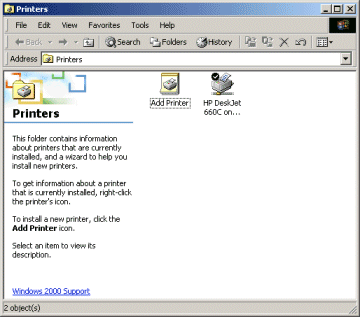 Printers
File Edit View Favorites Tools Help
Back Search Folders History
Address Printers
Printers
This folder contains information
about printers that are currently
installed, and a wizard to help you
install new printers.
To get information about a printer
that is currently installed, right-click
the printer's icon.
To install a new printer, click the
Add Printer icon.
Select an item to view its
description.
Windows 2000 Support
Add Printer
HP DeskJet
660C on...
2 object(s)